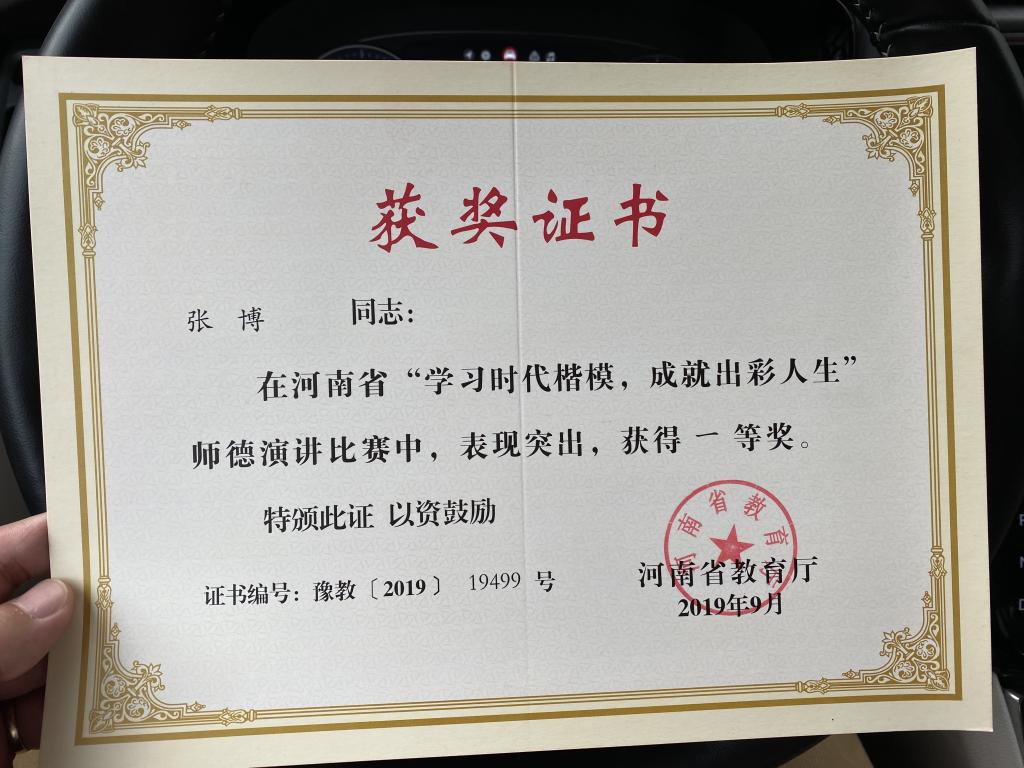 获奖证书
张 博 同志：
在河南省“学习时代楷模，成就出彩人生”
师德演讲比赛中，表现突出，获得 一 等奖。
特颁此证 以资鼓励
河南省教育厅
证书编号：豫教〔2019〕 19499 号
河南省教育厅
2019年9月